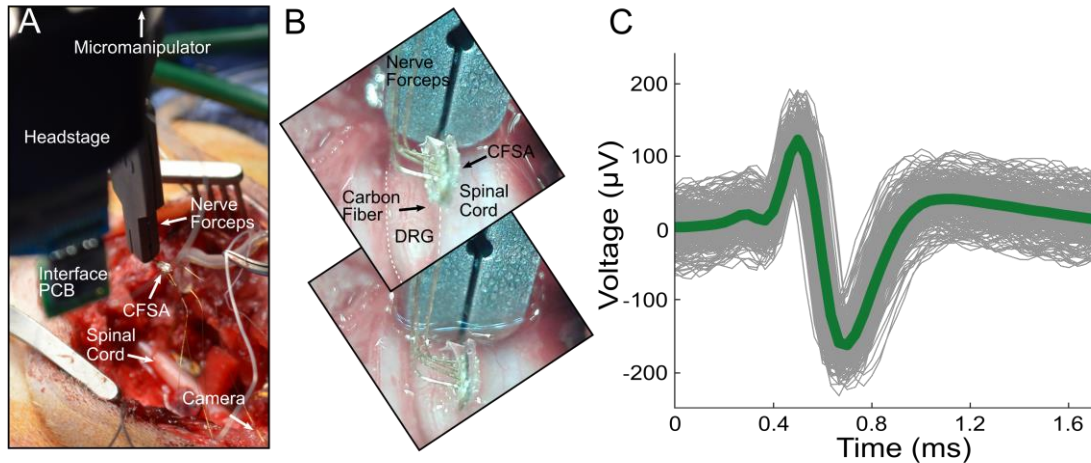 A
Micromanipulator
Headstage
Nerve
Forceps
Interface
PCB
CFSA
Spinal
Cord
Camera
B
Nerve
Forceps
CFSA
Carbon
Fiber
Spinal
Cord
DRG
C
Voltage (µV)
200
100
0
-100
-200
0
0.4
0.8
1.2
1.6
Time (ms)